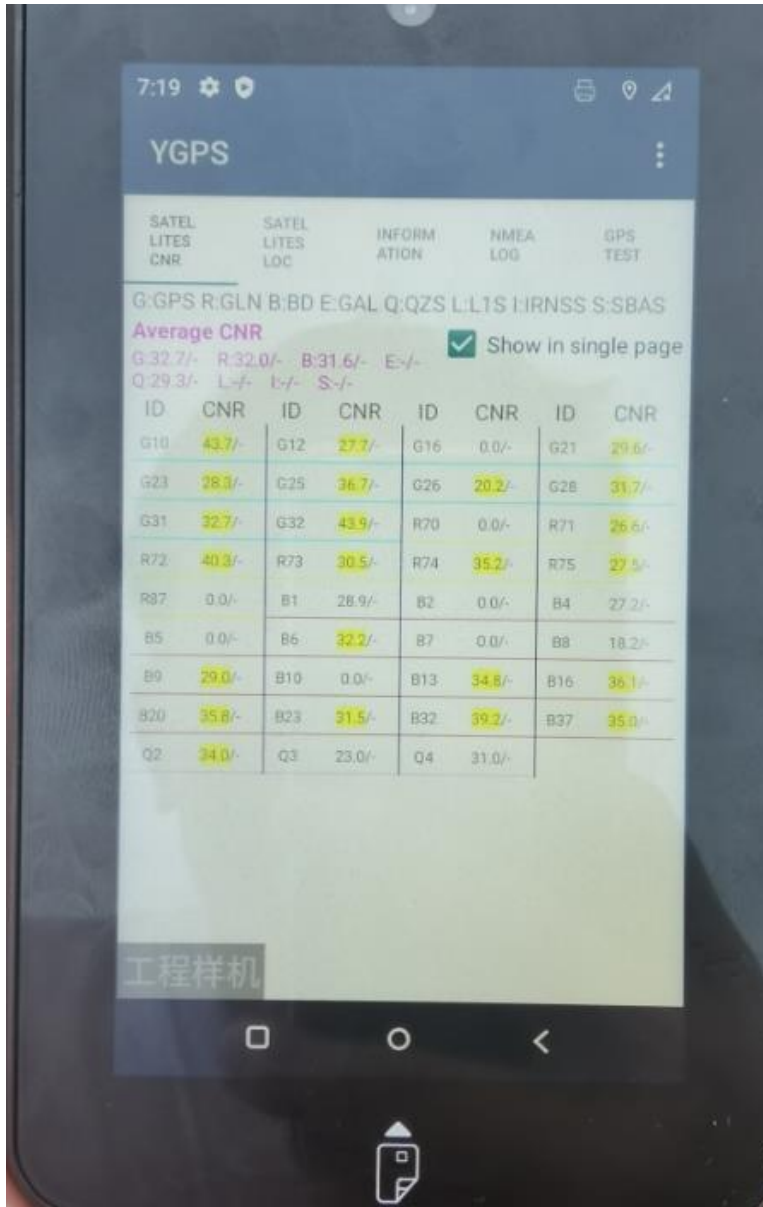 7:19
YGPS
SATEL LITES CNR
SATEL LITES LOC
INFORM ATION
NMEA LOG
GPS TEST
G:GPS R:GLN B:BD E:GAL Q:QZS L:L1S I:IRNSS S:SBAS
Average CNR
G:32.7/- R:32.0/- B:31.6/- E:-/-
Q:29.3/- L:-/- I:-/- S:-/-
Show in single page
ID CNR ID CNR ID CNR ID CNR
G10 43.7/- G12 27.7/- G16 0.0/- G21 29.6/-
G23 28.3/- G25 36.7/- G26 20.2/- G28 31.7/-
G31 32.7/- G32 43.9/- R70 0.0/- R71 26.6/-
R72 40.3/- R73 30.5/- R74 35.2/- R75 27.5/-
R87 0.0/- B1 28.9/- B2 0.0/- B4 27.2/-
B5 0.0/- B6 32.2/- B7 0.0/- B8 18.2/-
B9 29.0/- B10 0.0/- B13 34.8/- B16 36.1/-
B20 35.8/- B23 31.5/- B32 39.2/- B37 35.0/-
Q2 34.0/- Q3 23.0/- Q4 31.0/-
工程样机